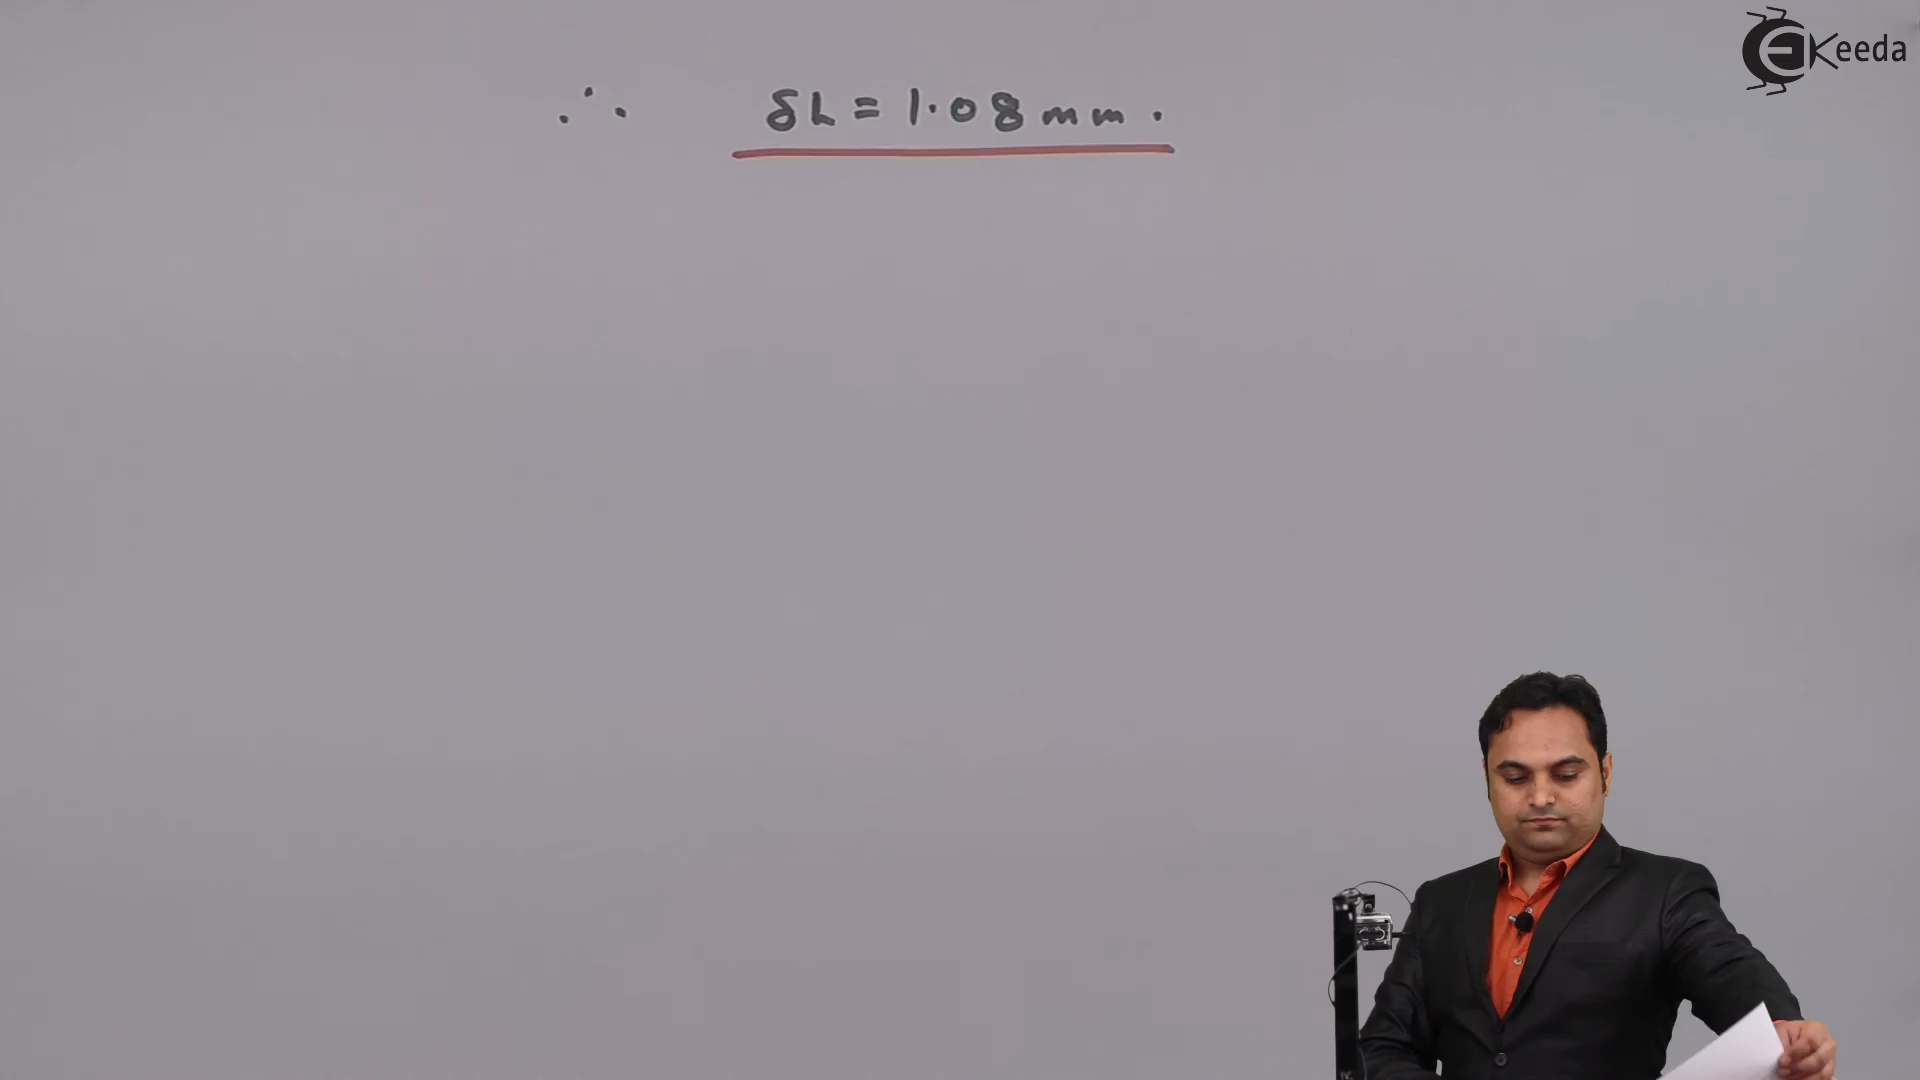 EKeeda
∴ δL = 1.08 mm.